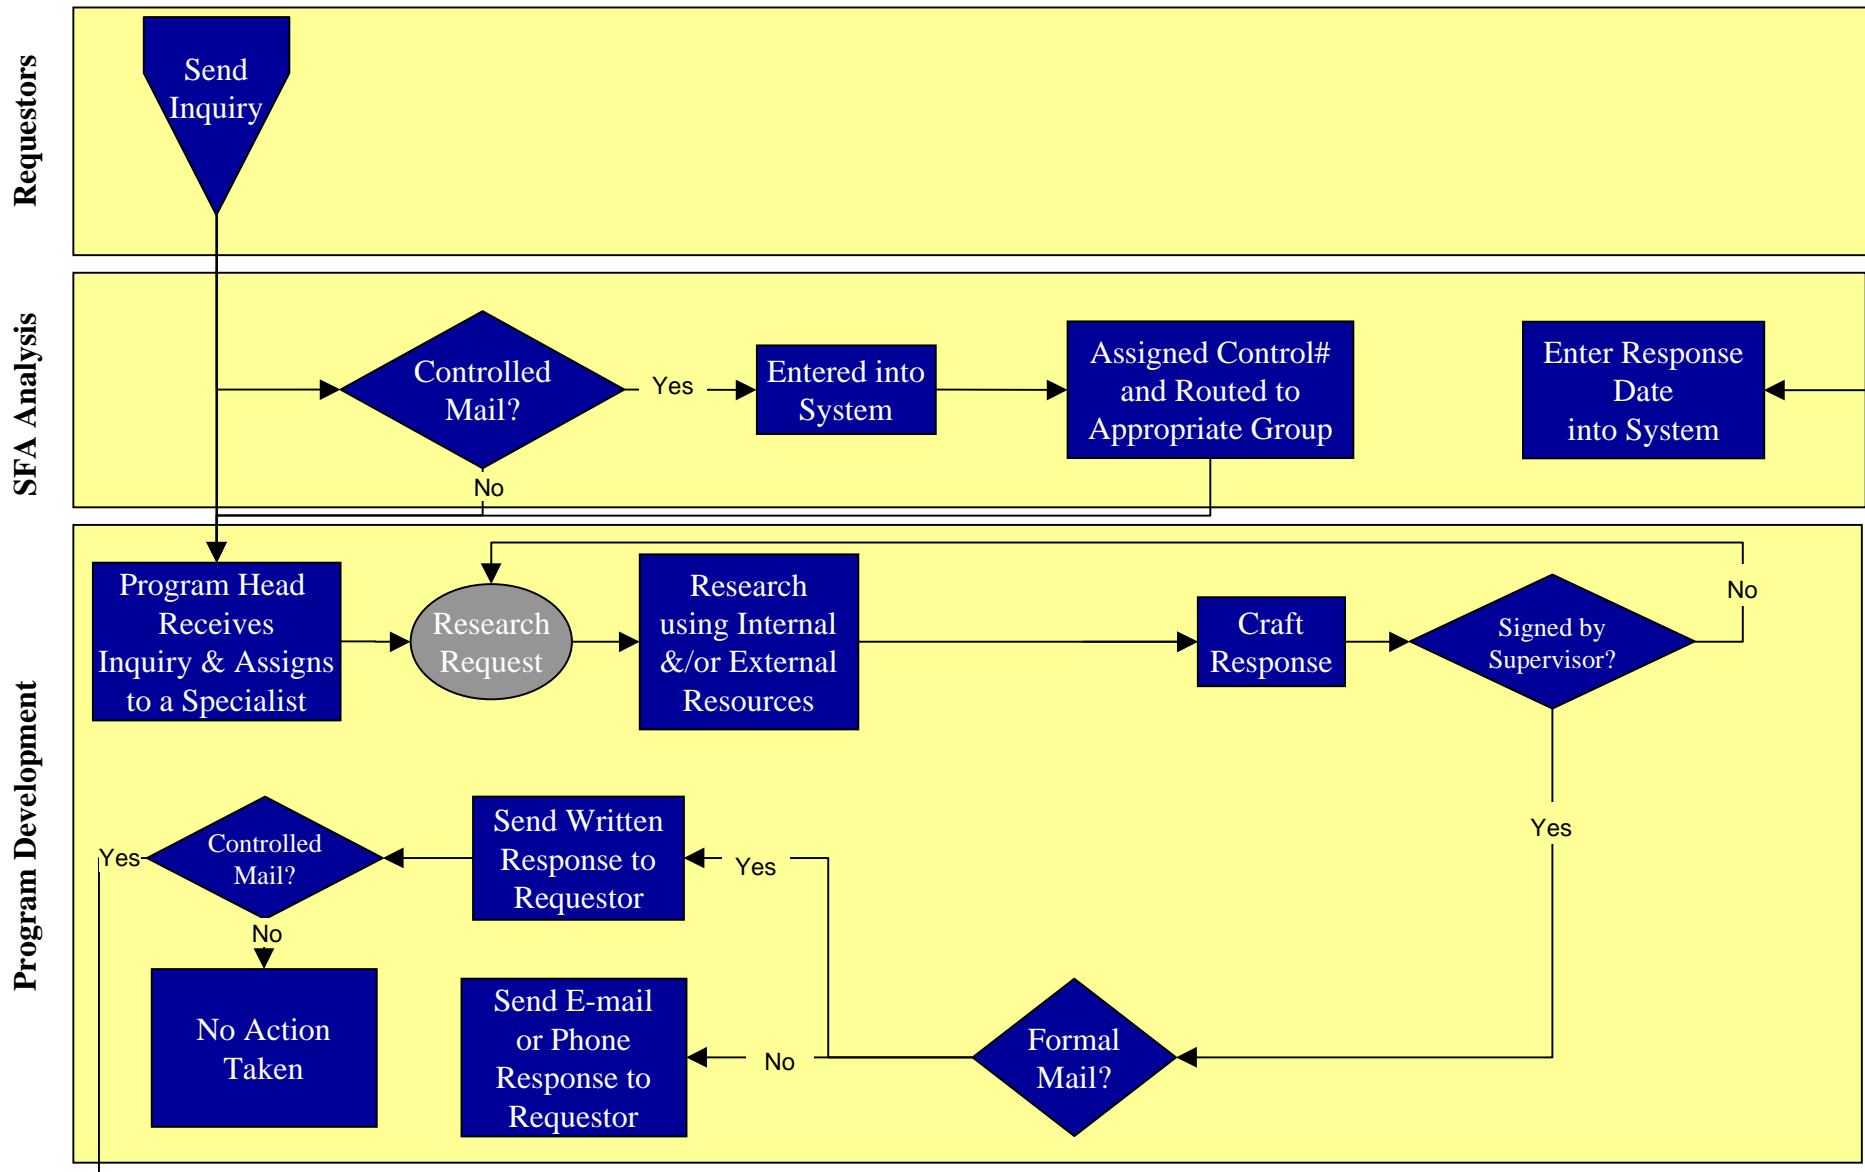 Requestors
Send
Inquiry
SFA Analysis
Controlled
Mail?
Yes
No
Entered into
System
Assigned Control#
and Routed to
Appropriate Group
Enter Response
Date
into System
Program Development
Program Head
Receives
Inquiry & Assigns
to a Specialist
Research
Request
Research
using Internal
&/or External
Resources
Craft
Response
Signed by
Supervisor?
No
Yes
Yes
Controlled
Mail?
No
Send Written
Response to
Requestor
Yes
No Action
Taken
Send E-mail
or Phone
Response to
Requestor
No
Formal
Mail?